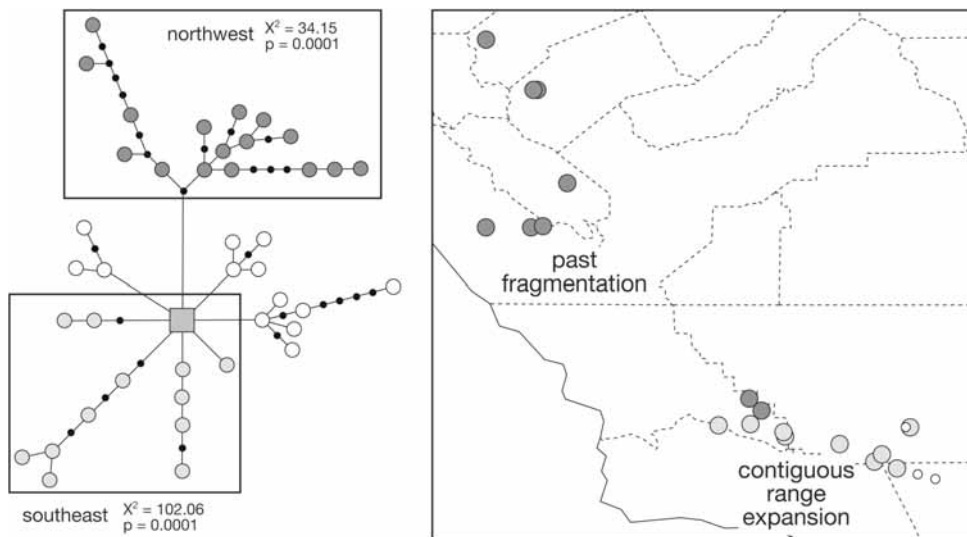 northwest
X² = 34.15
p = 0.0001
southeast
X² = 102.06
p = 0.0001
past
fragmentation
contiguous
range
expansion